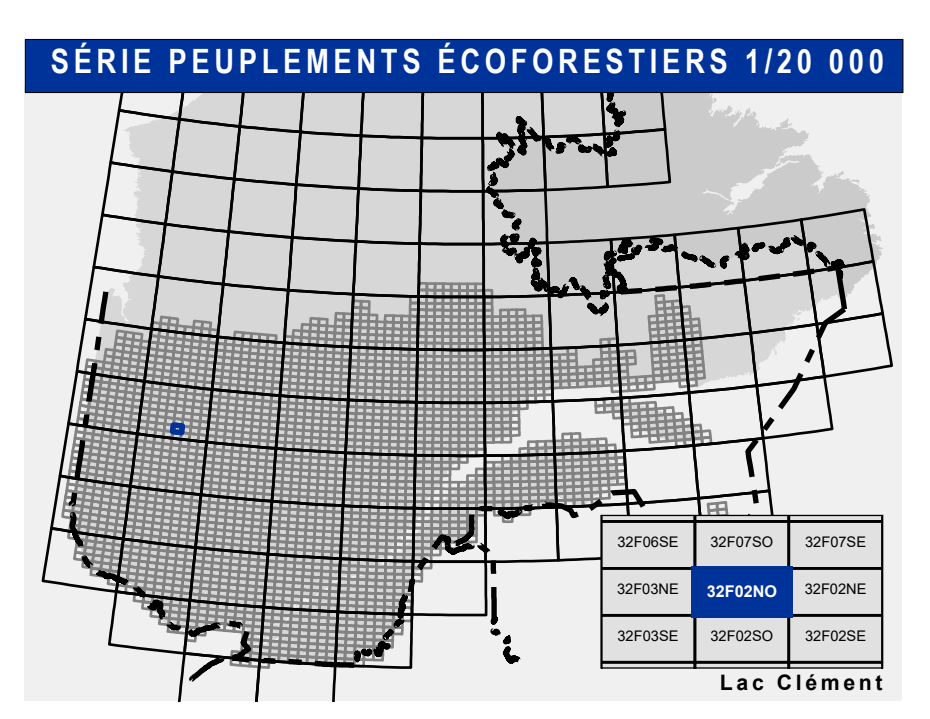 SÉRIE PEUPLEMENTS ÉCOFORESTIERS 1/20 000
32F06SE 32F07SO 32F07SE
32F03NE 32F02NO 32F02NE
32F03SE 32F02SO 32F02SE
Lac Clément